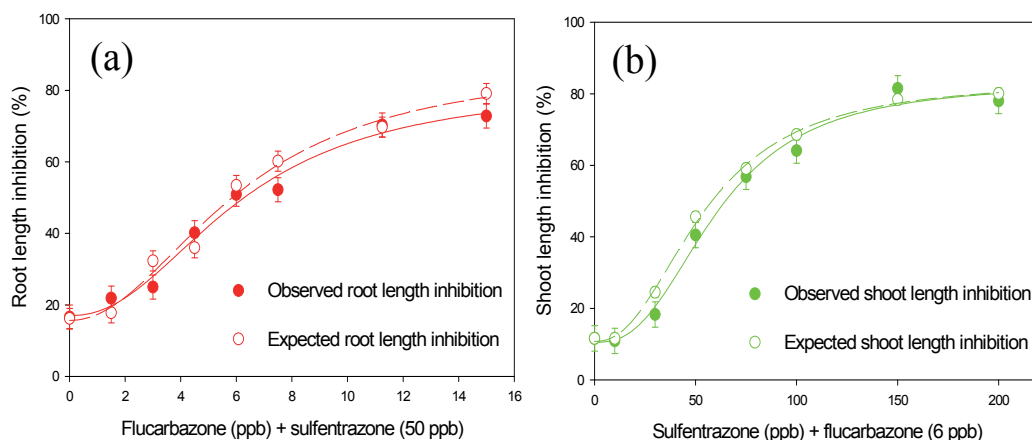 (a)
Root length inhibition (%)
100
80
60
40
20
0
Observed root length inhibition
Expected root length inhibition
0 2 4 6 8 10 12 14 16
Flucarbazone (ppb) + sulfentrazone (50 ppb)
(b)
Shoot length inhibition (%)
100
80
60
40
20
0
Observed shoot length inhibition
Expected shoot length inhibition
0 50 100 150 200
Sulfentrazone (ppb) + flucarbazone (6 ppb)